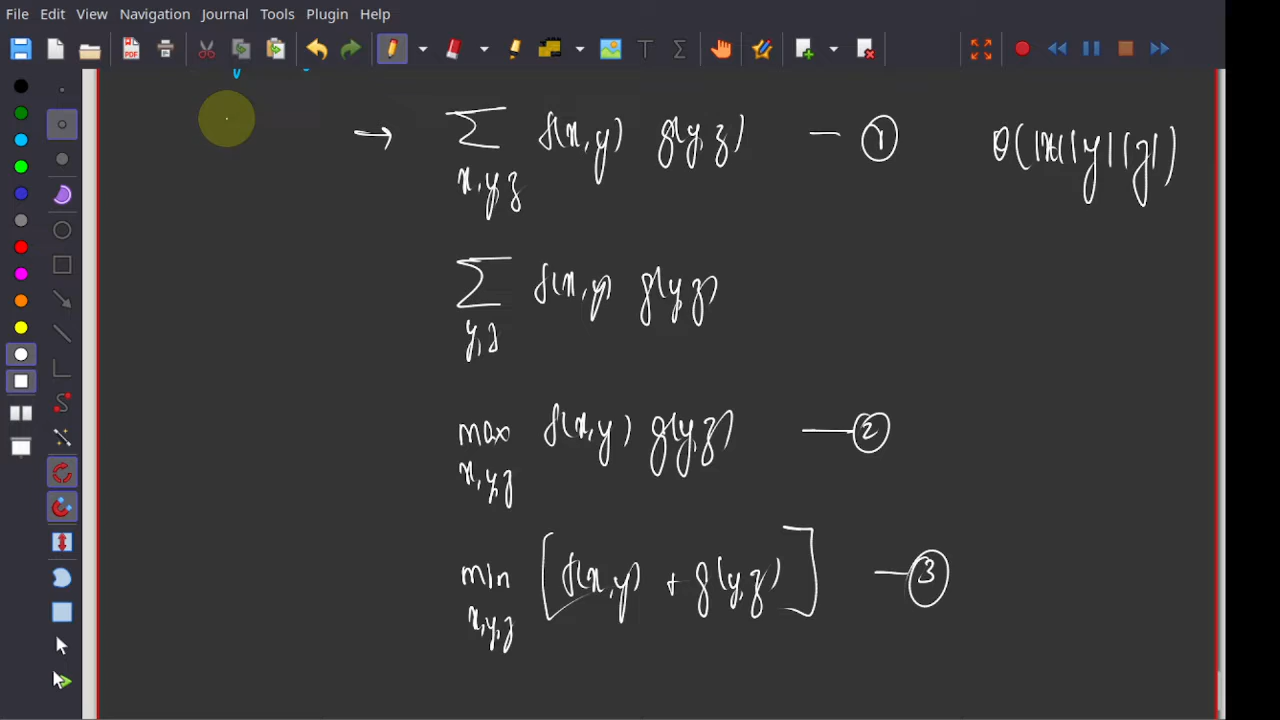 File Edit View Navigation Journal Tools Plugin Help
→ ∑ f(x,y) g(y,z) — ① θ(|x||y||z|)
x,y,z
∑ f(x,y) g(y,z)
y,z
max f(x,y) g(y,z) — ②
x,y,z
min [f(x,y) + g(y,z)] — ③
x,y,z